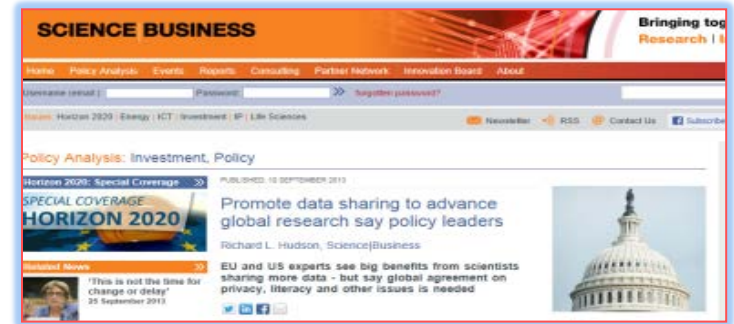 SCIENCE BUSINESS
Bringing tog
Research | I
Home Policy Analysis Events Reports Consulting Partner Network Innovation Board About
Username (email): Password: forgotten password?
Issues: Horizon 2020 | Energy | ICT | Investment | IP | Life Sciences
Newsletter RSS Contact Us Subscribe
Policy Analysis: Investment, Policy
Horizon 2020: Special Coverage
SPECIAL COVERAGE
HORIZON 2020
PUBLISHED: 10 SEPTEMBER 2013
Promote data sharing to advance
global research say policy leaders
Richard L. Hudson, Science|Business
EU and US experts see big benefits from scientists
sharing more data - but say global agreement on
privacy, literacy and other issues is needed
Related News
'This is not the time for
change or delay'
25 September 2013